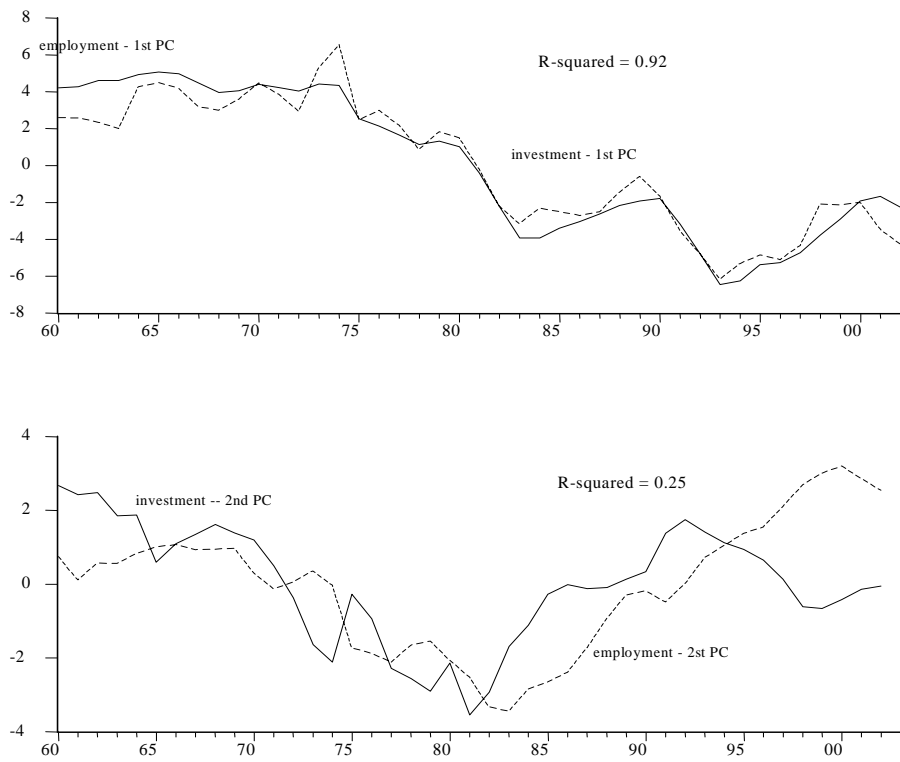 8
employment - 1st PC
6
R-squared = 0.92
4
2
investment - 1st PC
0
-2
-4
-6
-8
60 65 70 75 80 85 90 95 00
4
investment -- 2nd PC
R-squared = 0.25
2
0
employment - 2st PC
-2
-4
60 65 70 75 80 85 90 95 00